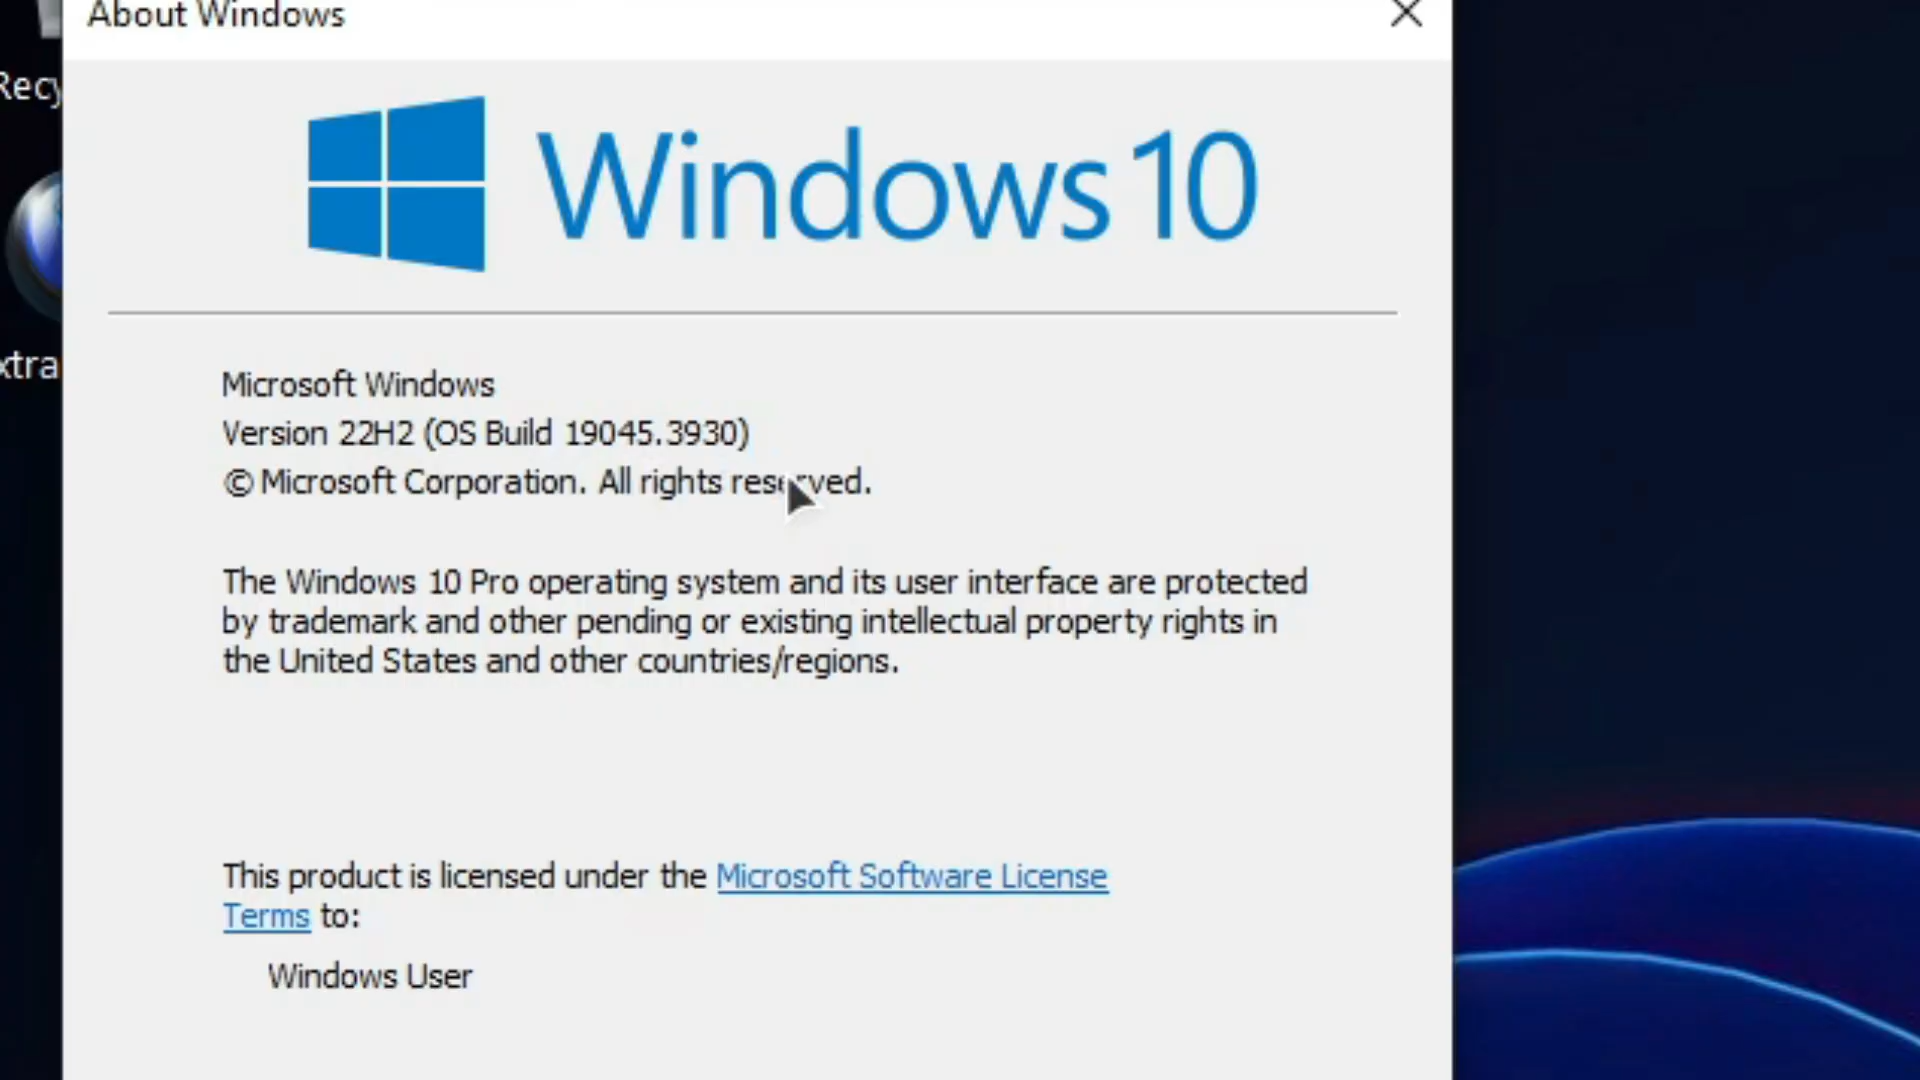 About Windows
Recy
Windows 10
xtra
Microsoft Windows
Version 22H2 (OS Build 19045.3930)
© Microsoft Corporation. All rights reserved.
The Windows 10 Pro operating system and its user interface are protected
by trademark and other pending or existing intellectual property rights in
the United States and other countries/regions.
This product is licensed under the Microsoft Software License
Terms to:
Windows User